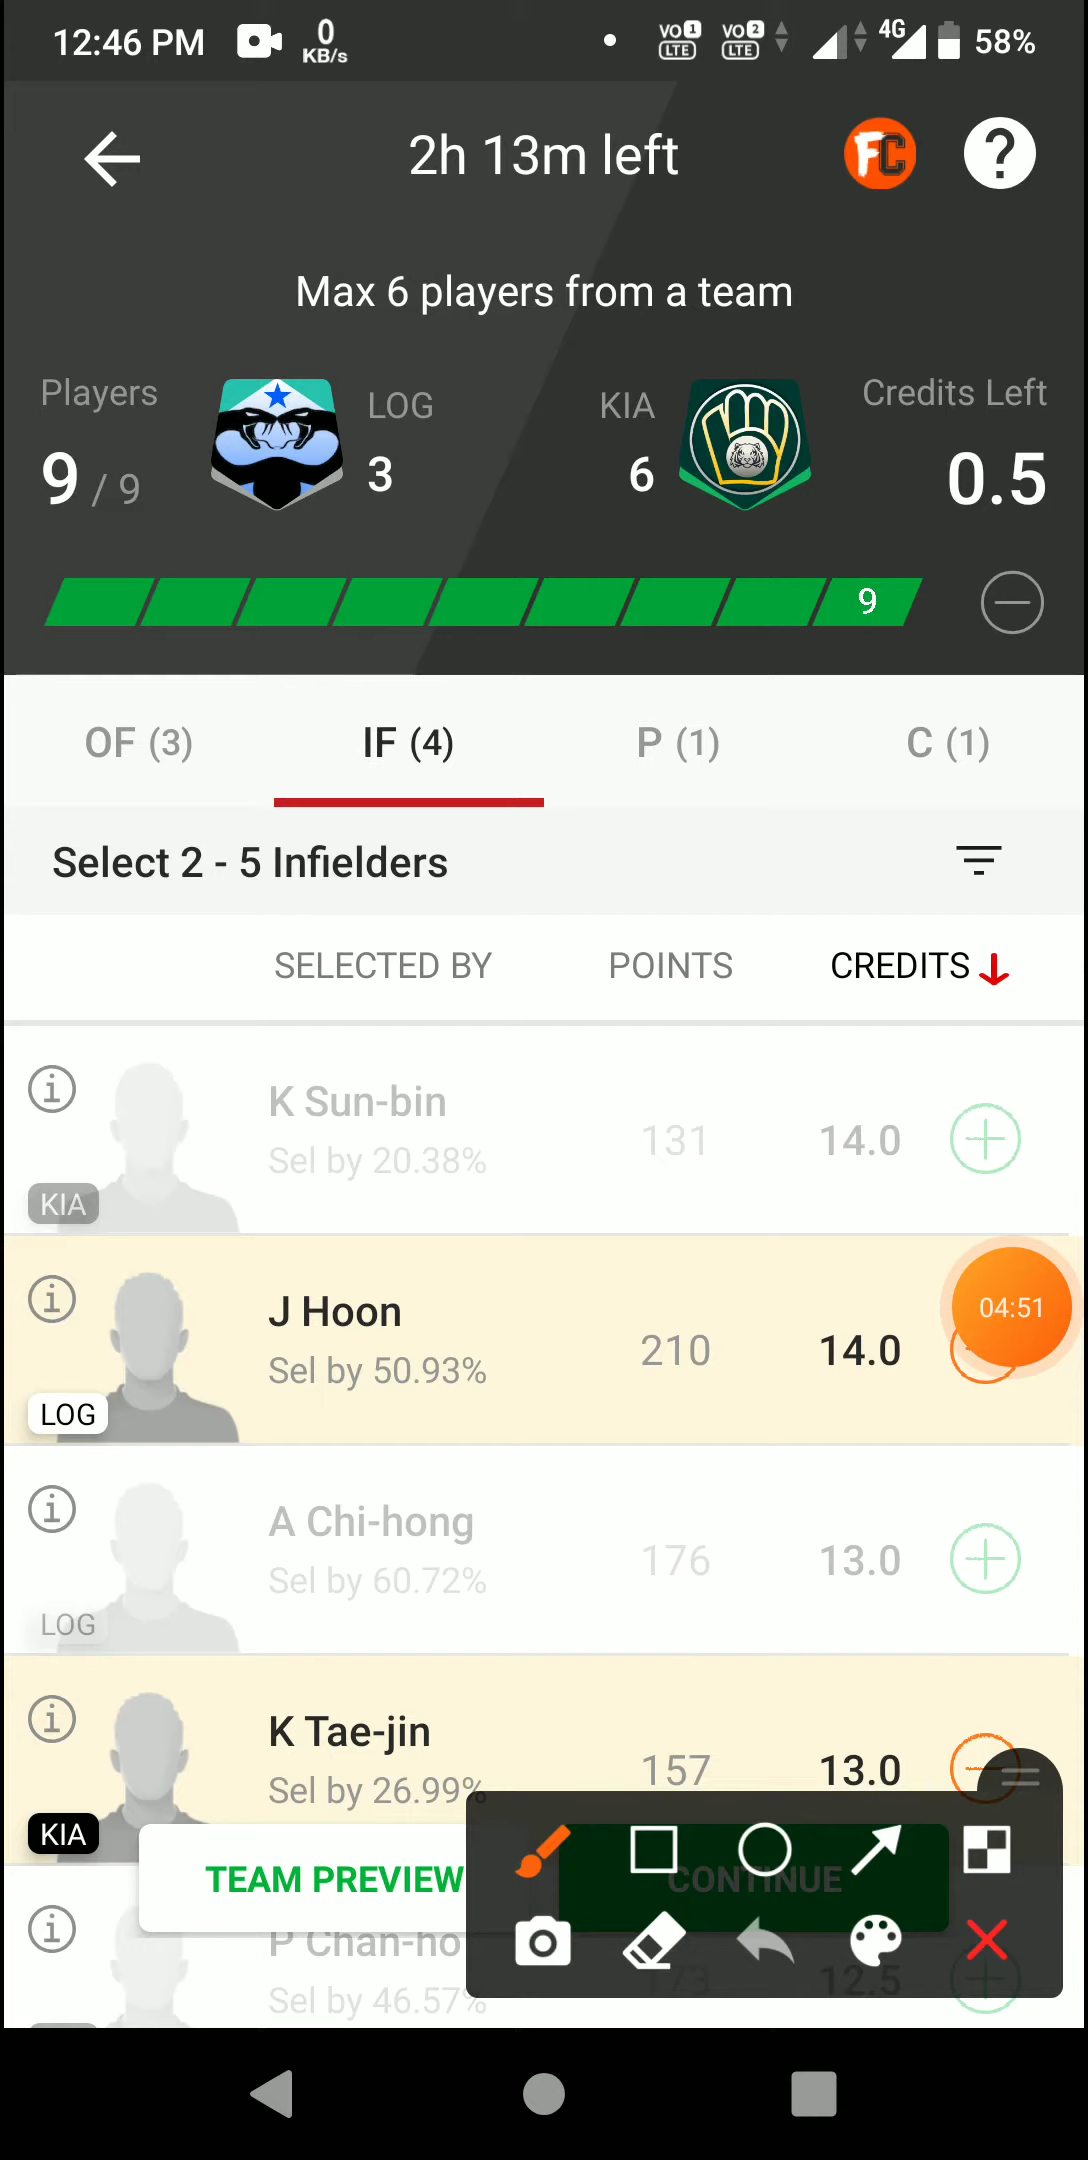 12:46 PM 0 KB/s VO 1 LTE VO 2 LTE 4G 58%
2h 13m left FC ?
Max 6 players from a team
Players LOG KIA Credits Left
9 / 9 3 6 0.5
9
OF (3) IF (4) P (1) C (1)
Select 2 - 5 Infielders
SELECTED BY POINTS CREDITS
K Sun-bin
Sel by 20.38% 131 14.0
KIA
J Hoon
Sel by 50.93% 210 14.0
04:51
LOG
A Chi-hong
Sel by 60.72% 176 13.0
LOG
K Tae-jin
Sel by 26.99% 157 13.0
KIA
TEAM PREVIEW CONTINUE
P Chan-ho
Sel by 46.57% 173 12.5